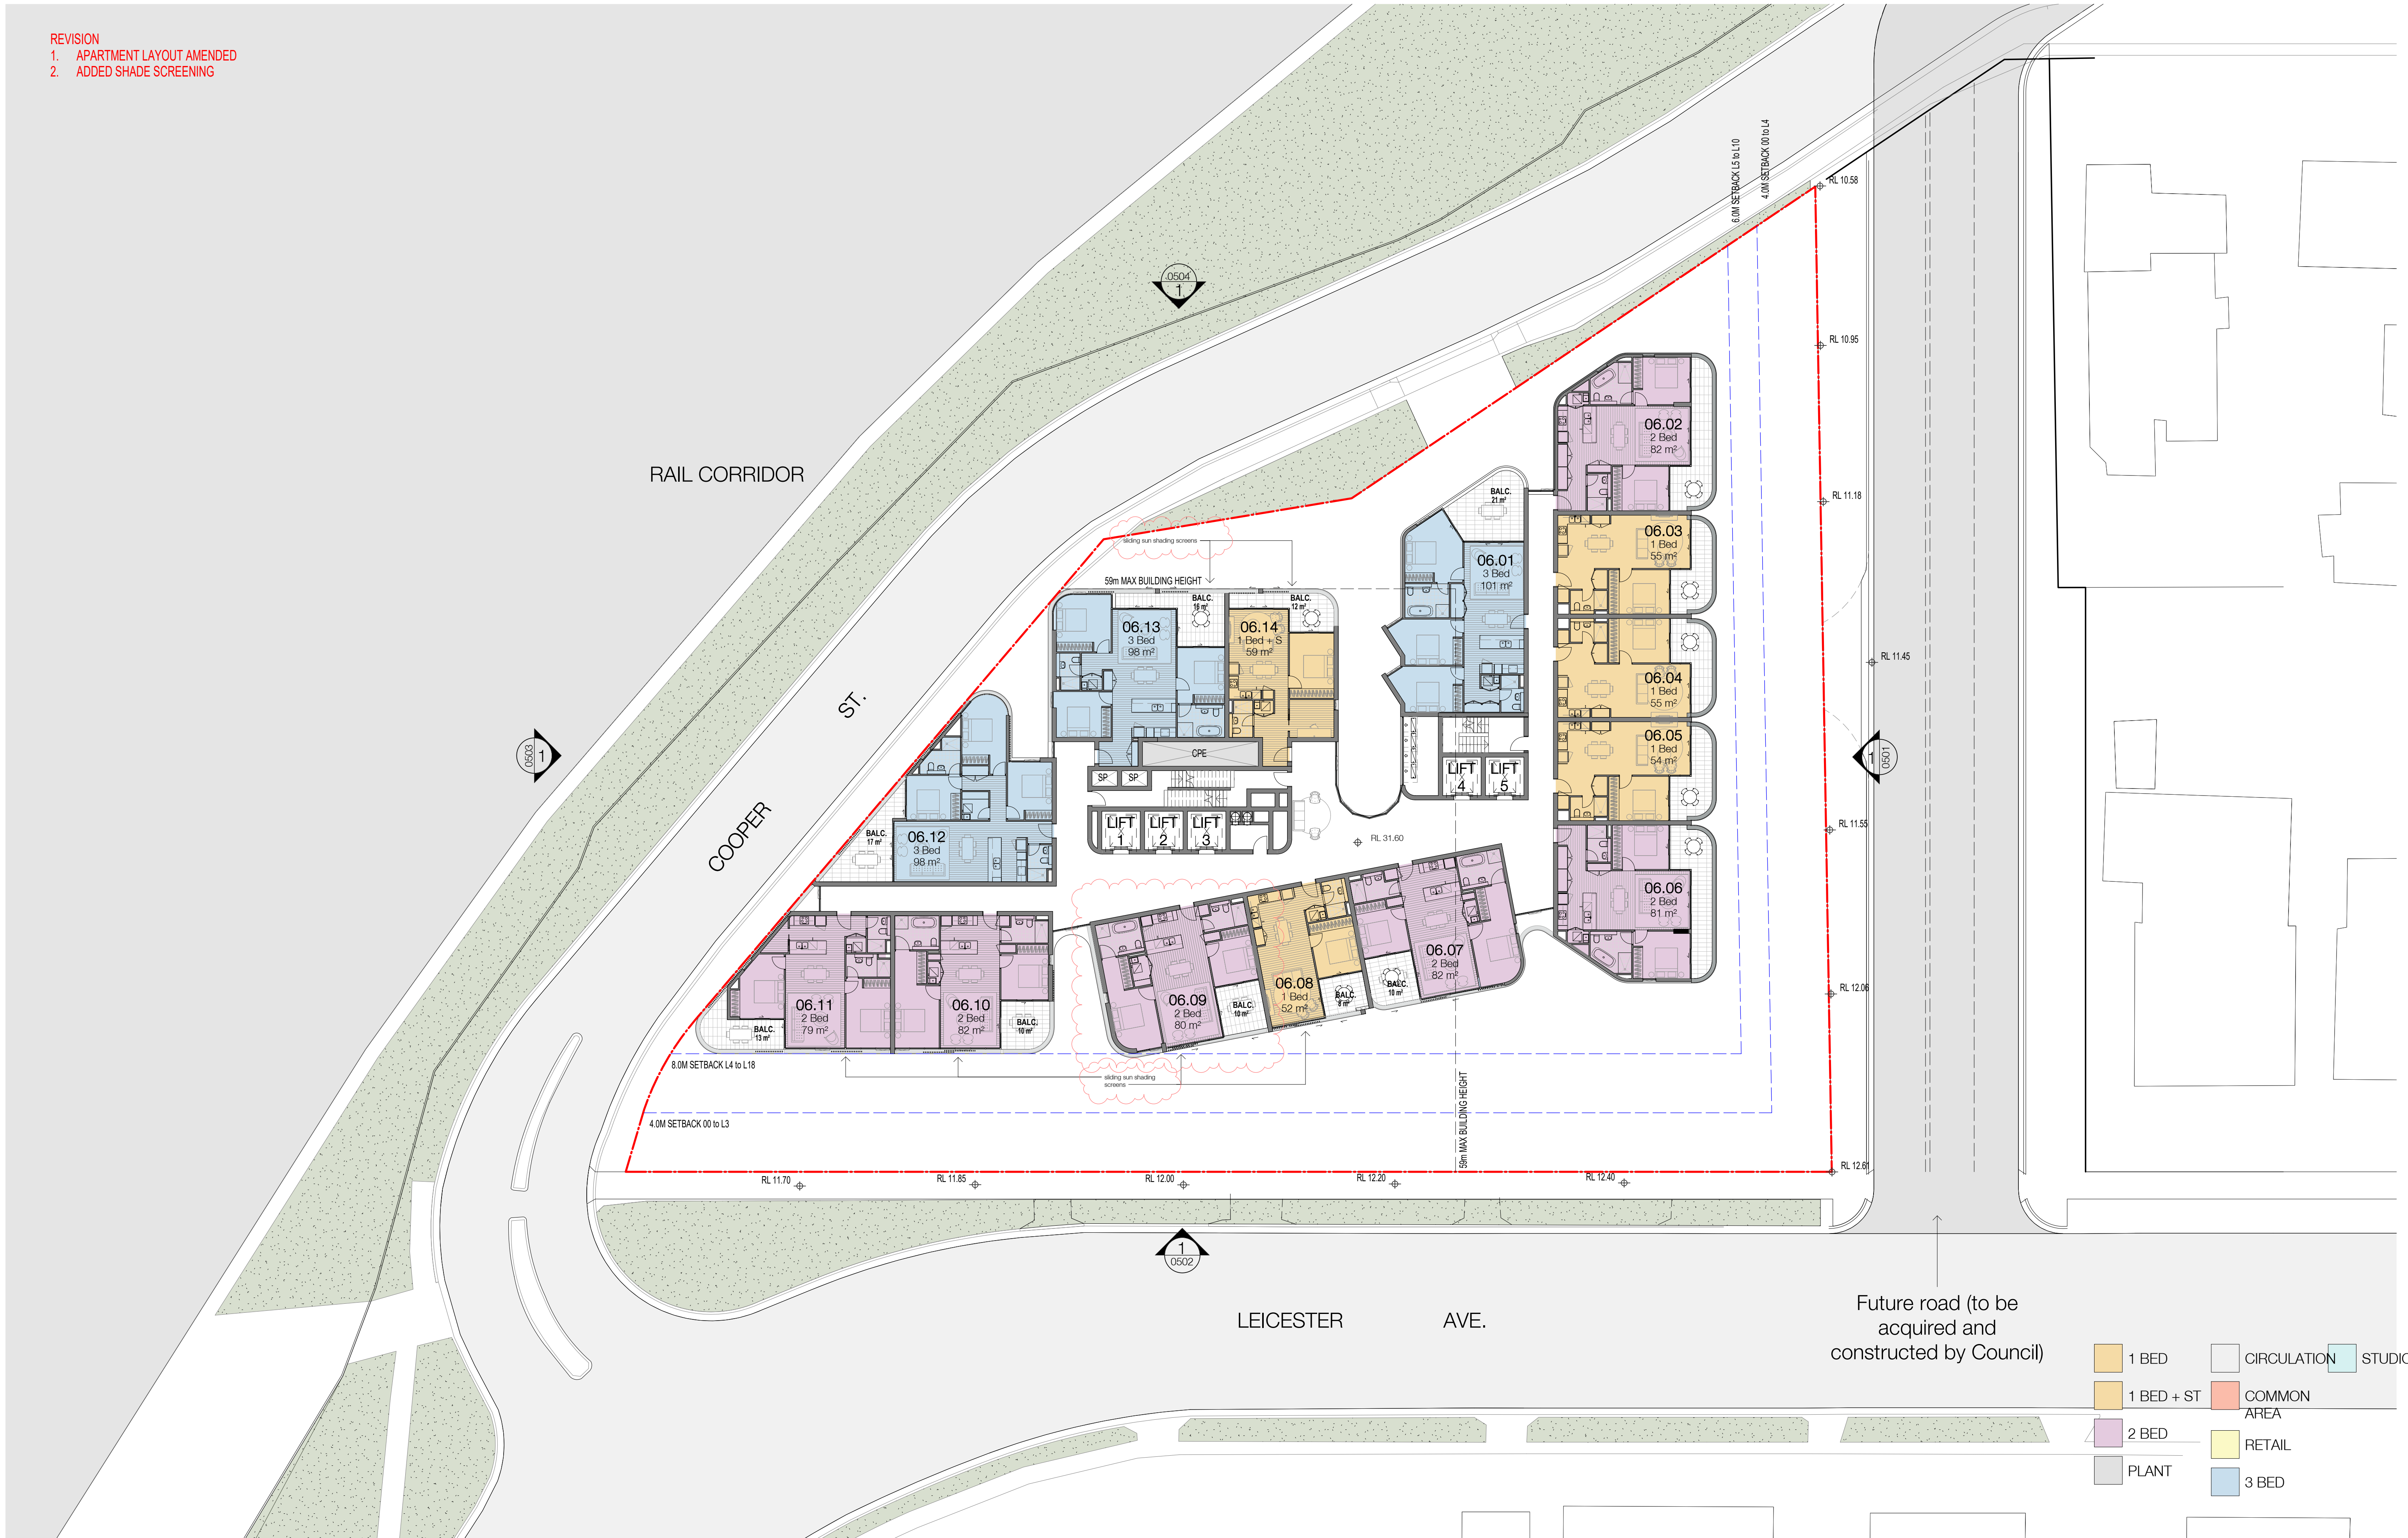 REVISION
1. APARTMENT LAYOUT AMENDED
2. ADDED SHADE SCREENING
6.0M SETBACK L5 to L10
4.0M SETBACK 00 to L4
RL 10.58
0504
1
RL 10.95
RAIL CORRIDOR
06.02
2 Bed
82 m²
RL 11.18
BALC.
21 m²
sliding sun shading screens
06.03
1 Bed
55 m²
06.01
3 Bed
101 m²
59m MAX BUILDING HEIGHT
BALC.
16 m²
BALC.
12 m²
06.13
3 Bed
98 m²
06.14
1 Bed + S
59 m²
RL 11.45
06.04
1 Bed
55 m²
COOPER
ST.
0503
1
06.05
1 Bed
54 m²
1
0501
CPE
SP
SP
LIFT
4
LIFT
5
LIFT
1
LIFT
2
LIFT
3
RL 31.60
RL 11.55
BALC.
17 m²
06.12
3 Bed
98 m²
06.06
2 Bed
81 m²
06.07
2 Bed
82 m²
BALC.
10 m²
06.08
1 Bed
52 m²
BALC.
8 m²
06.09
2 Bed
80 m²
BALC.
10 m²
06.10
2 Bed
82 m²
BALC.
10 m²
06.11
2 Bed
79 m²
BALC.
13 m²
RL 12.06
8.0M SETBACK L4 to L18
sliding sun shading
screens
59m MAX BUILDING HEIGHT
4.0M SETBACK 00 to L3
RL 12.61
RL 11.70
RL 11.85
RL 12.00
RL 12.20
RL 12.40
1
0502
LEICESTER AVE.
Future road (to be
acquired and
constructed by Council)
1 BED
CIRCULATION
STUDIO
1 BED + ST
COMMON
AREA
2 BED
RETAIL
PLANT
3 BED